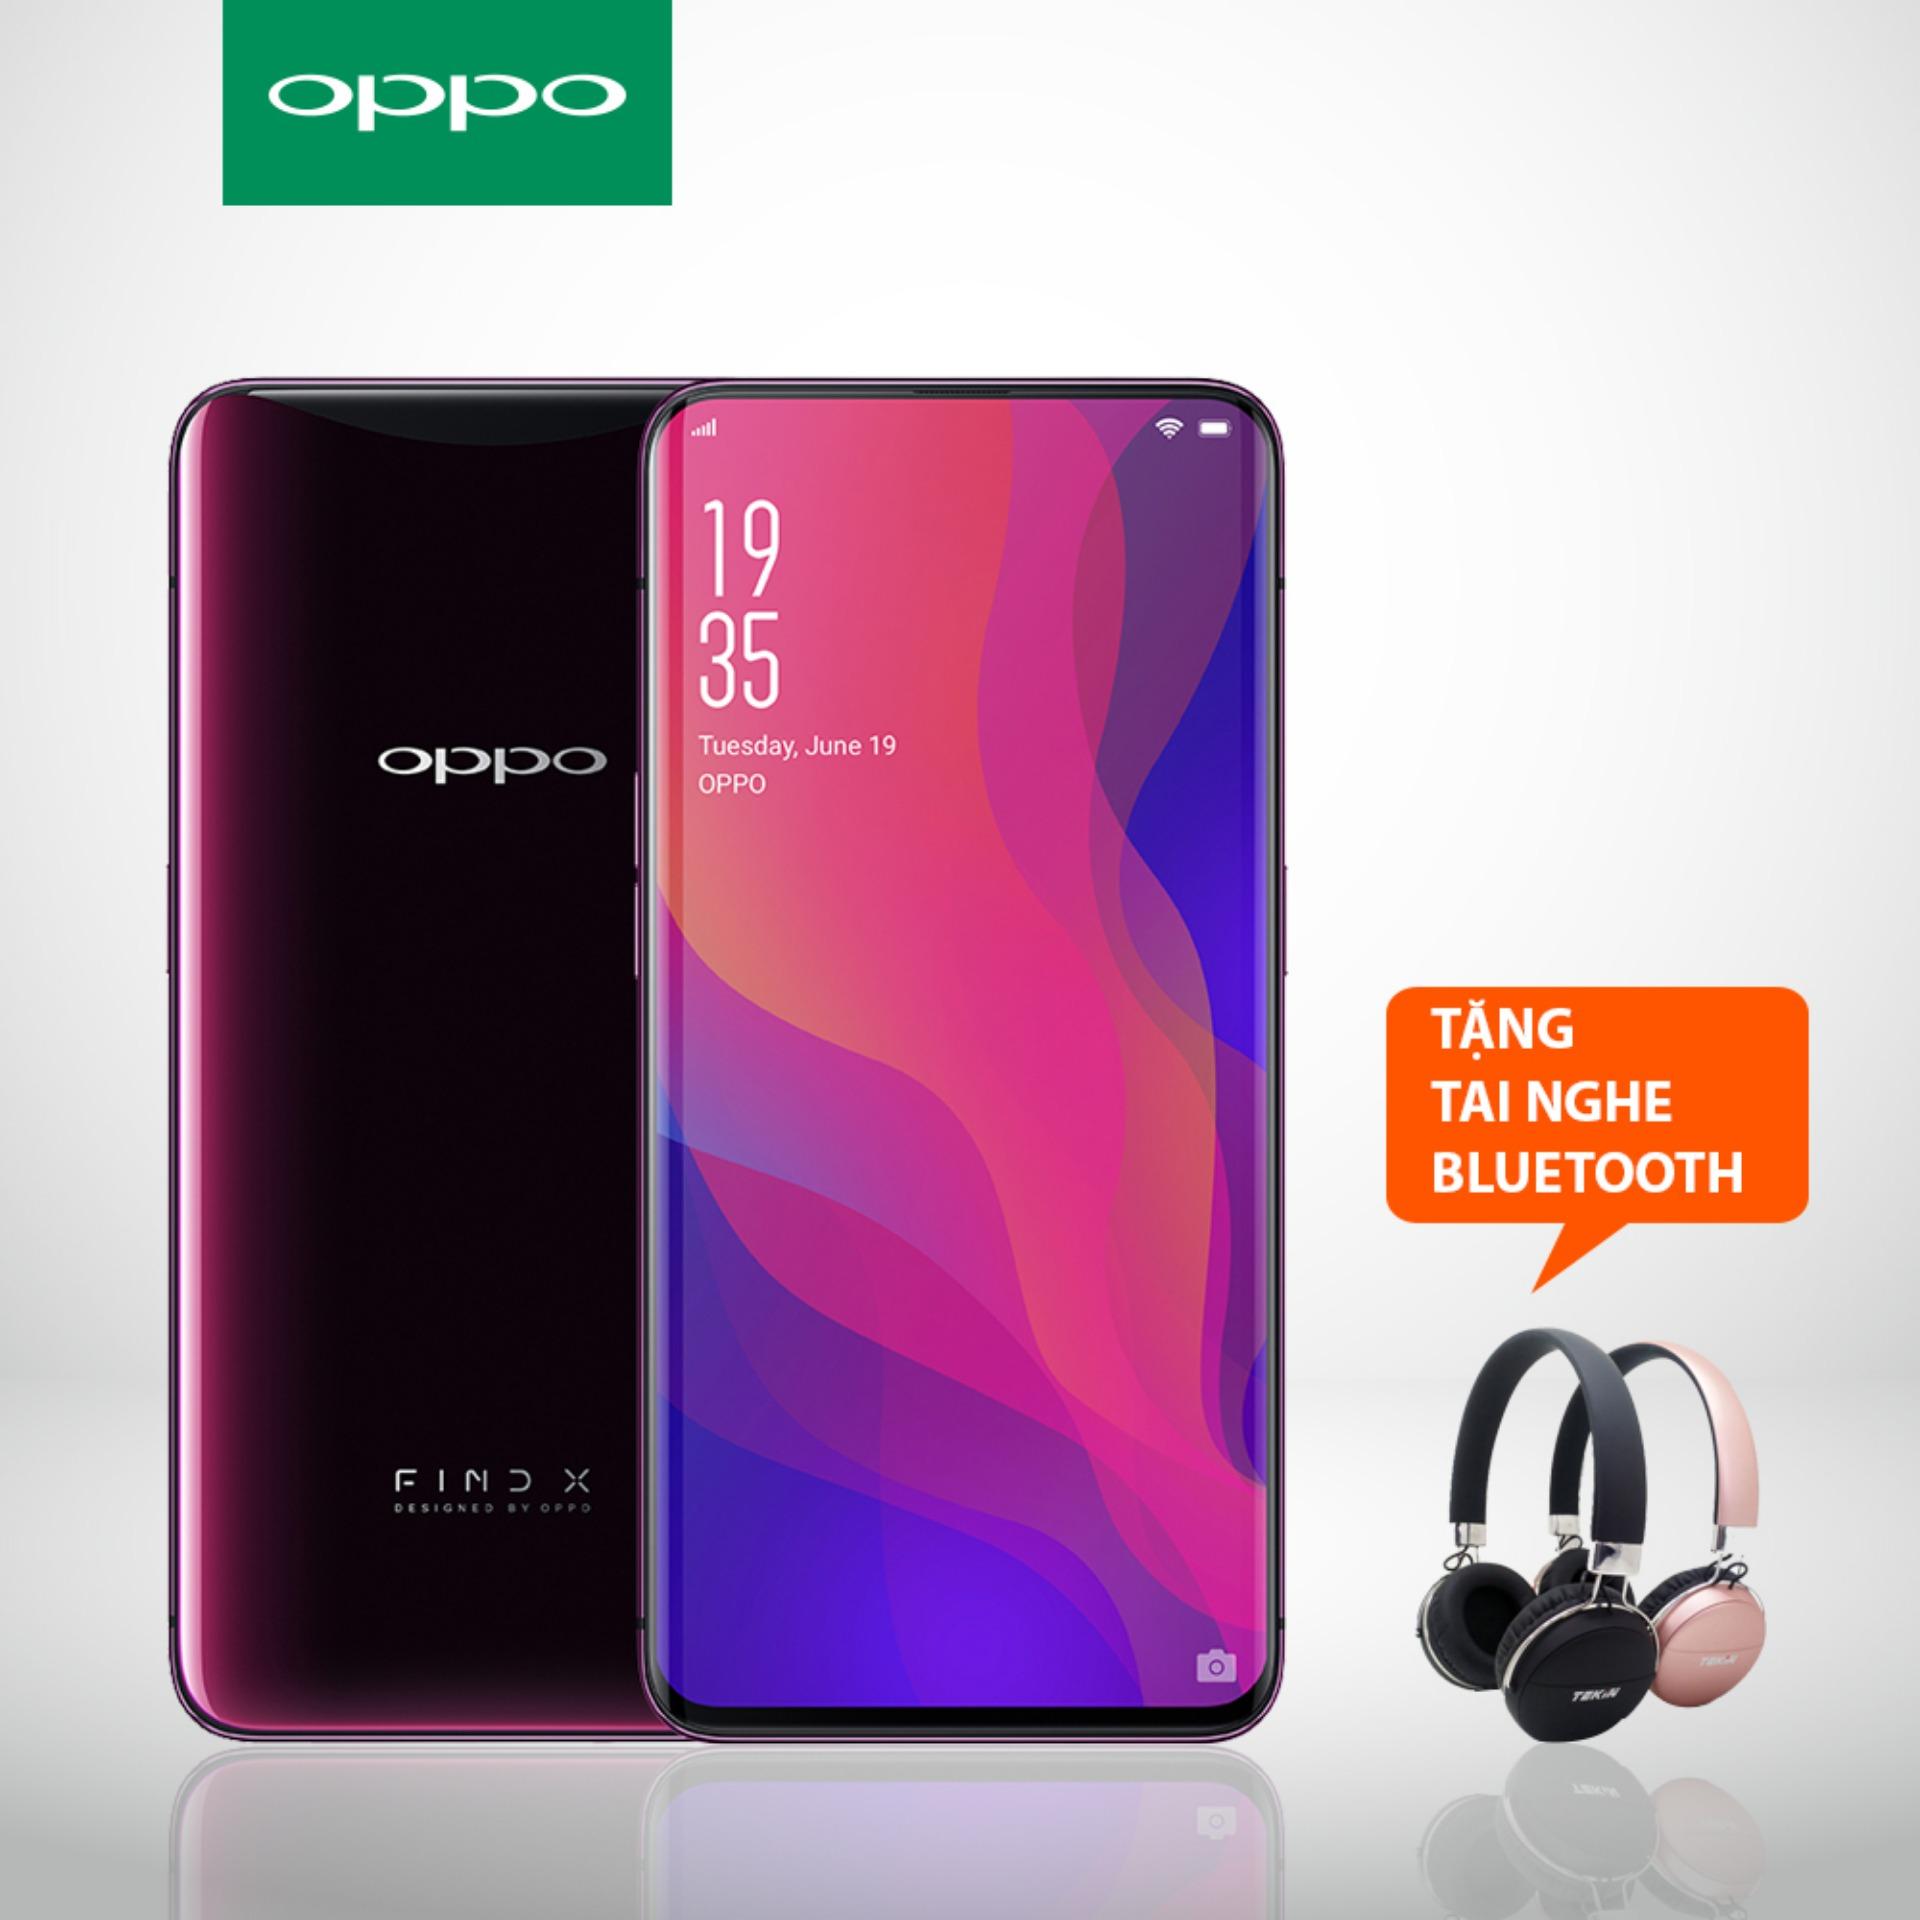 oppo
19
35
Tuesday, June 19
OPPO
oppo
FIND X
DESIGNED BY OPPO
TẶNG
TAI NGHE
BLUETOOTH
TEKIN
TEKIN